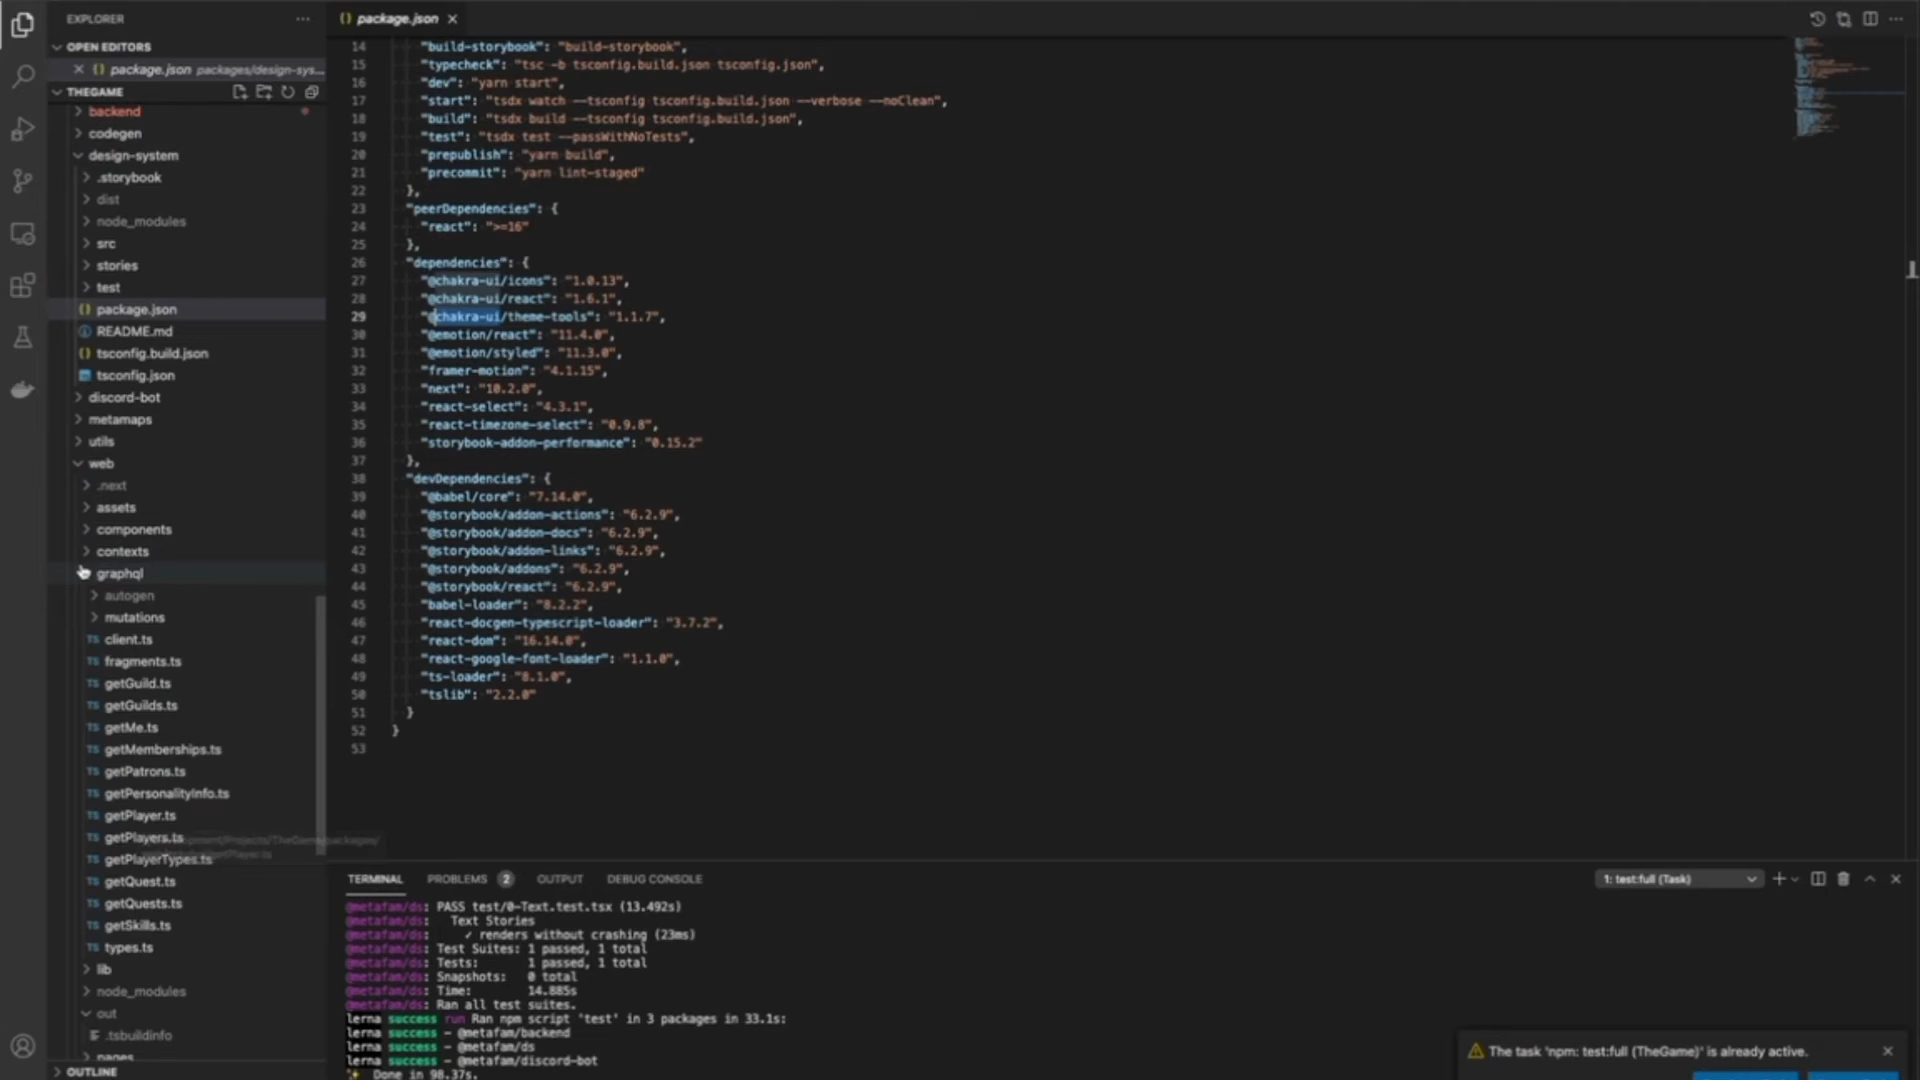 EXPLORER
OPEN EDITORS
package.json packages/design-sys...
THEGAME
backend
codegen
design-system
.storybook
dist
node_modules
src
stories
test
package.json
README.md
tsconfig.build.json
tsconfig.json
discord-bot
metamaps
utils
web
.next
assets
components
contexts
graphql
autogen
mutations
TS client.ts
TS fragments.ts
TS getGuild.ts
TS getGuilds.ts
TS getMe.ts
TS getMemberships.ts
TS getPatrons.ts
TS getPersonalityInfo.ts
TS getPlayer.ts
TS getPlayers.ts
TS getPlayerTypes.ts
TS getQuest.ts
TS getQuests.ts
TS getSkills.ts
TS types.ts
lib
node_modules
out
.tsbuildinfo
pages
OUTLINE
{} package.json
14 "build-storybook": "build-storybook",
15 "typecheck": "tsc -b tsconfig.build.json tsconfig.json",
16 "dev": "yarn start",
17 "start": "tsdx watch --tsconfig tsconfig.build.json --verbose --noClean",
18 "build": "tsdx build --tsconfig tsconfig.build.json",
19 "test": "tsdx test --passWithNoTests",
20 "prepublish": "yarn build",
21 "precommit": "yarn lint-staged"
22 },
23 "peerDependencies": {
24 "react": ">=16"
25 },
26 "dependencies": {
27 "@chakra-ui/icons": "1.0.13",
28 "@chakra-ui/react": "1.6.1",
29 "@chakra-ui/theme-tools": "1.1.7",
30 "@emotion/react": "11.4.0",
31 "@emotion/styled": "11.3.0",
32 "framer-motion": "4.1.15",
33 "next": "10.2.0",
34 "react-select": "4.3.1",
35 "react-timezone-select": "0.9.8",
36 "storybook-addon-performance": "0.15.2"
37 },
38 "devDependencies": {
39 "@babel/core": "7.14.0",
40 "@storybook/addon-actions": "6.2.9",
41 "@storybook/addon-docs": "6.2.9",
42 "@storybook/addon-links": "6.2.9",
43 "@storybook/addons": "6.2.9",
44 "@storybook/react": "6.2.9",
45 "babel-loader": "8.2.2",
46 "react-docgen-typescript-loader": "3.7.2",
47 "react-dom": "16.14.0",
48 "react-google-font-loader": "1.1.0",
49 "ts-loader": "8.1.0",
50 "tslib": "2.2.0"
51 }
52 }
53
TERMINAL PROBLEMS 2 OUTPUT DEBUG CONSOLE
1: test:full (Task)
@metafam/ds: PASS test/0-Text.test.tsx (13.492s)
@metafam/ds: Text Stories
@metafam/ds: ✓ renders without crashing (23ms)
@metafam/ds: Test Suites: 1 passed, 1 total
@metafam/ds: Tests: 1 passed, 1 total
@metafam/ds: Snapshots: 0 total
@metafam/ds: Time: 14.885s
@metafam/ds: Ran all test suites.
lerna success run Ran npm script 'test' in 3 packages in 33.1s:
lerna success - @metafam/backend
lerna success - @metafam/ds
lerna success - @metafam/discord-bot
Done in 98.37s.
The task 'npm: test:full (TheGame)' is already active.